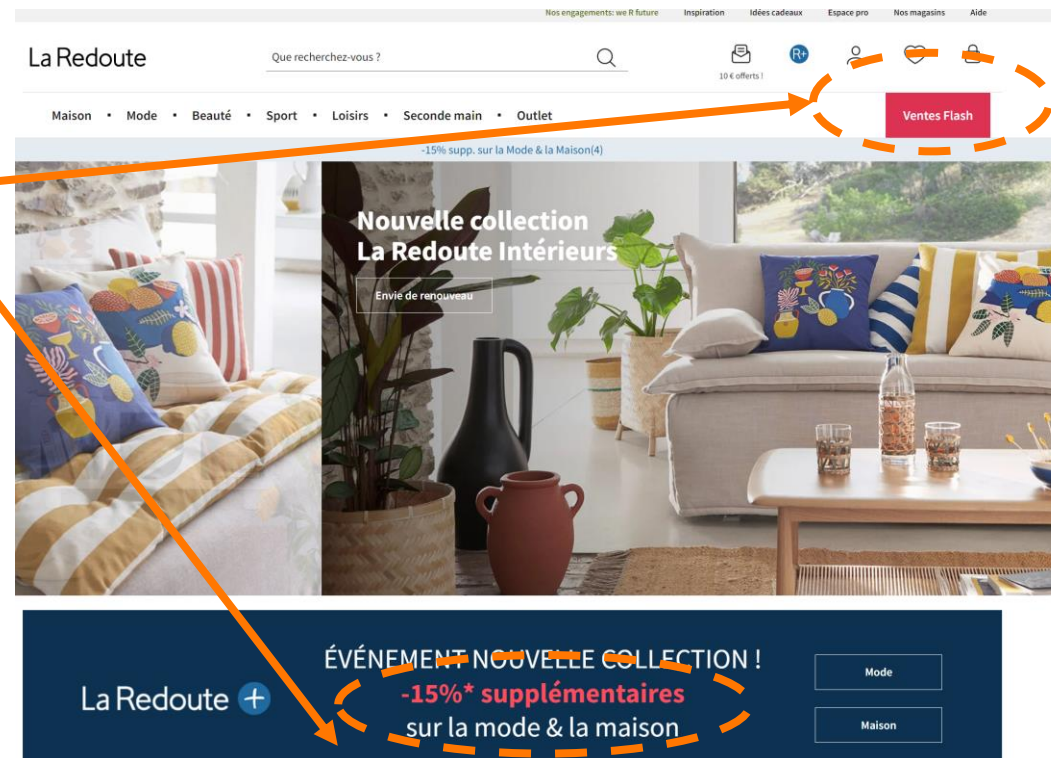 Nos engagements: we R future Inspiration Idées cadeaux Espace pro Nos magasins Aide
La Redoute Que recherchez-vous ? R+
10 € offerts !
Maison • Mode • Beauté • Sport • Loisirs • Seconde main • Outlet Ventes Flash
-15% supp. sur la Mode & la Maison(4)
Nouvelle collection
La Redoute Intérieurs
Envie de renouveau
ÉVÉNEMENT NOUVELLE COLLECTION !
La Redoute +
-15%* supplémentaires
sur la mode & la maison
Mode
Maison